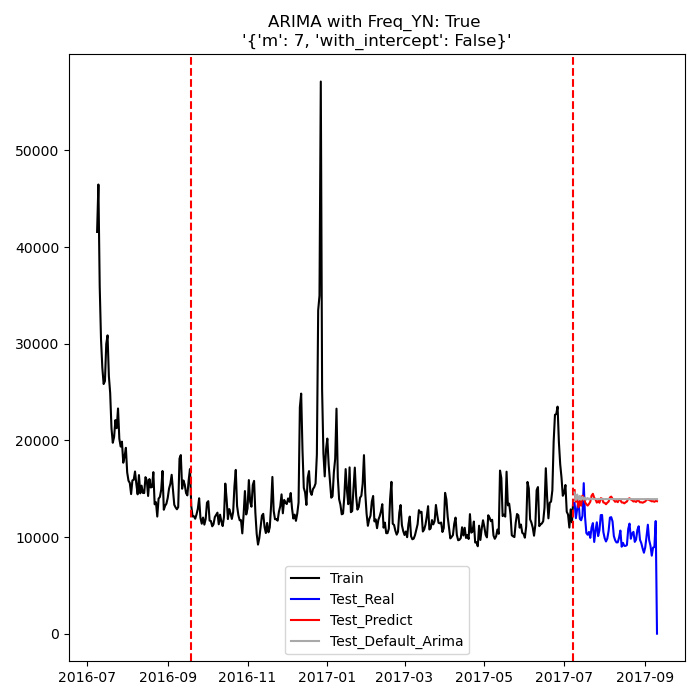 ARIMA with Freq_YN: True
'{'m': 7, 'with_intercept': False}'
50000
40000
30000
20000
10000
0
Train
Test_Real
Test_Predict
Test_Default_Arima
2016-07 2016-09 2016-11 2017-01 2017-03 2017-05 2017-07 2017-09